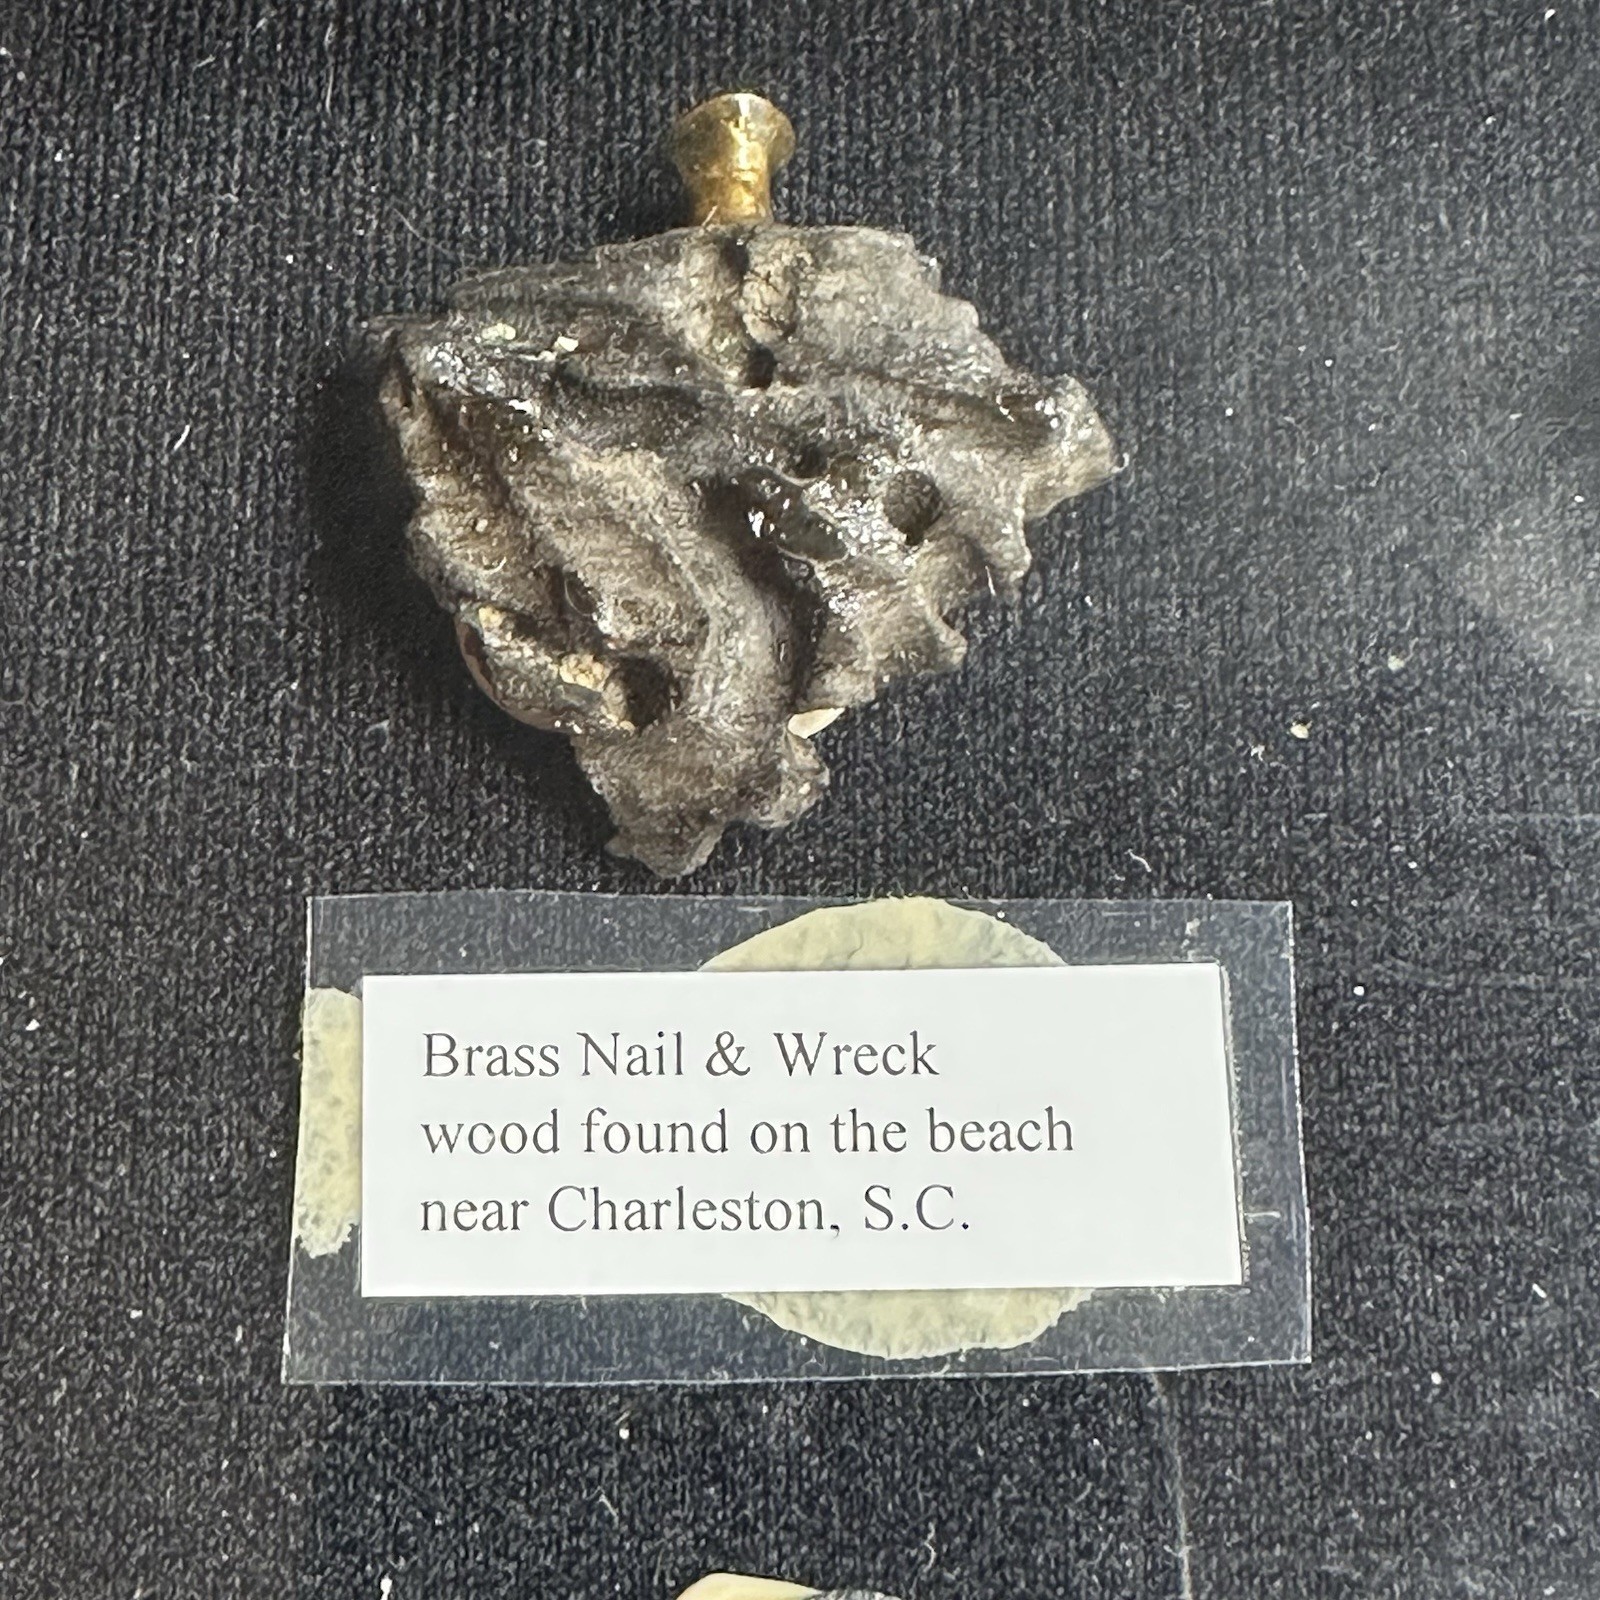 Brass Nail & Wreck
wood found on the beach
near Charleston, S.C.